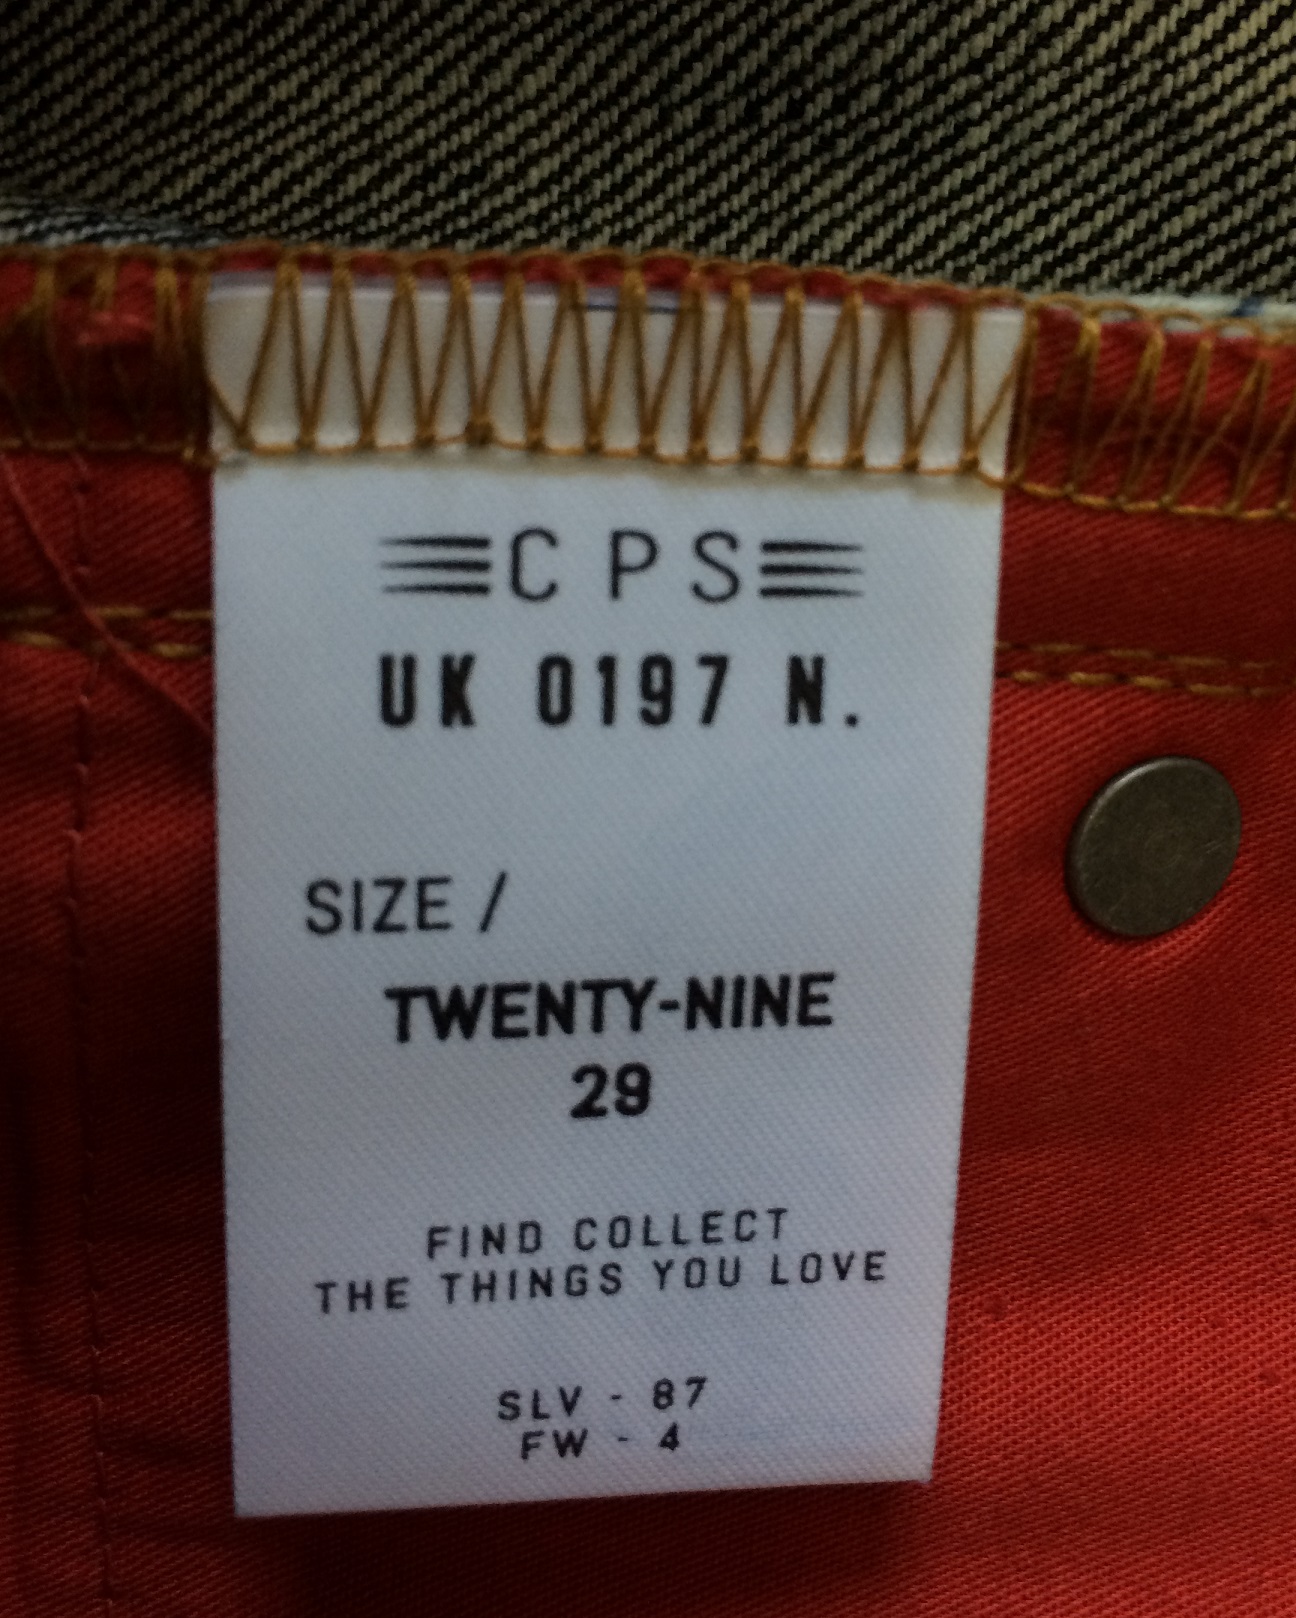 CPS
UK 0197 N.
SIZE /
TWENTY-NINE
29
FIND COLLECT
THE THINGS YOU LOVE
SLV - 87
FW - 4